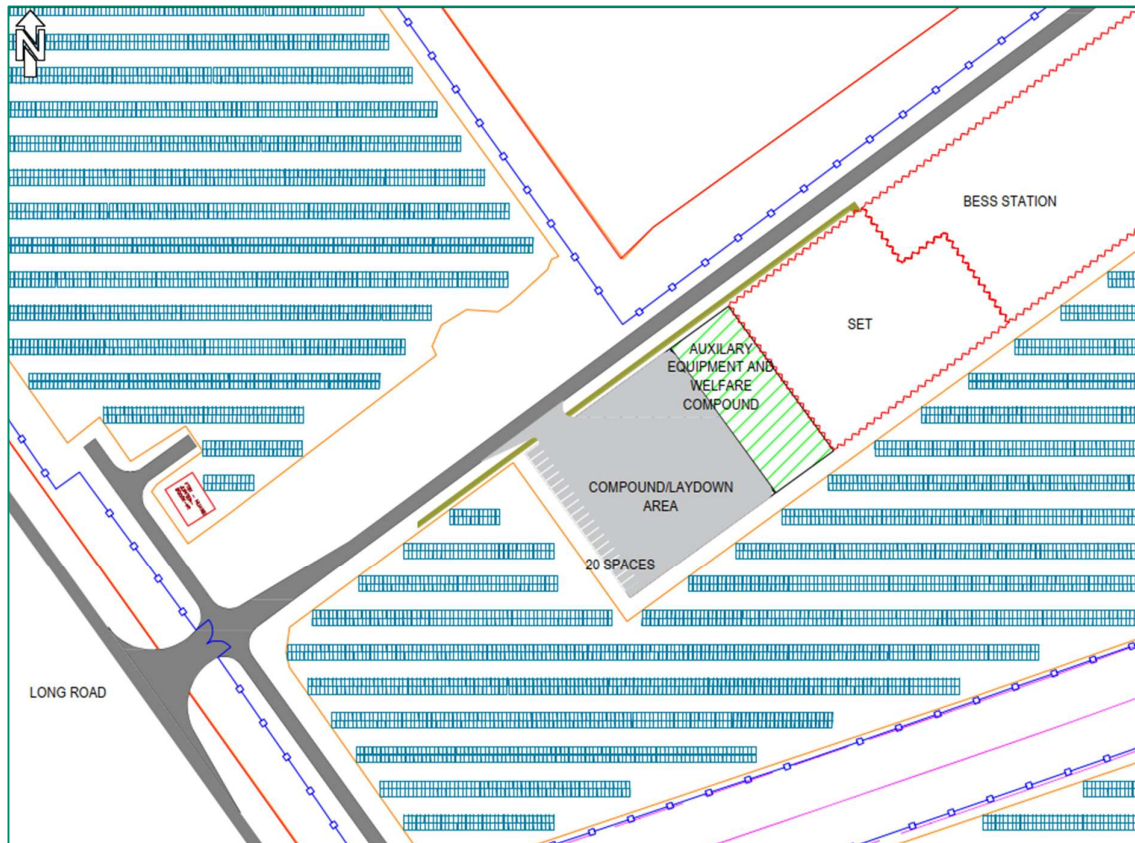 N
BESS STATION
SET
AUXILARY
EQUIPMENT AND
WELFARE
COMPOUND
COMPOUND/LAYDOWN
AREA
20 SPACES
LONG ROAD